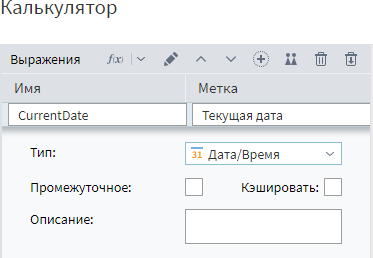 Калькулятор
Выражения f(x)
Имя Метка
CurrentDate Текущая дата
Тип: 31 Дата/Время
Промежуточное: Кэшировать:
Описание: